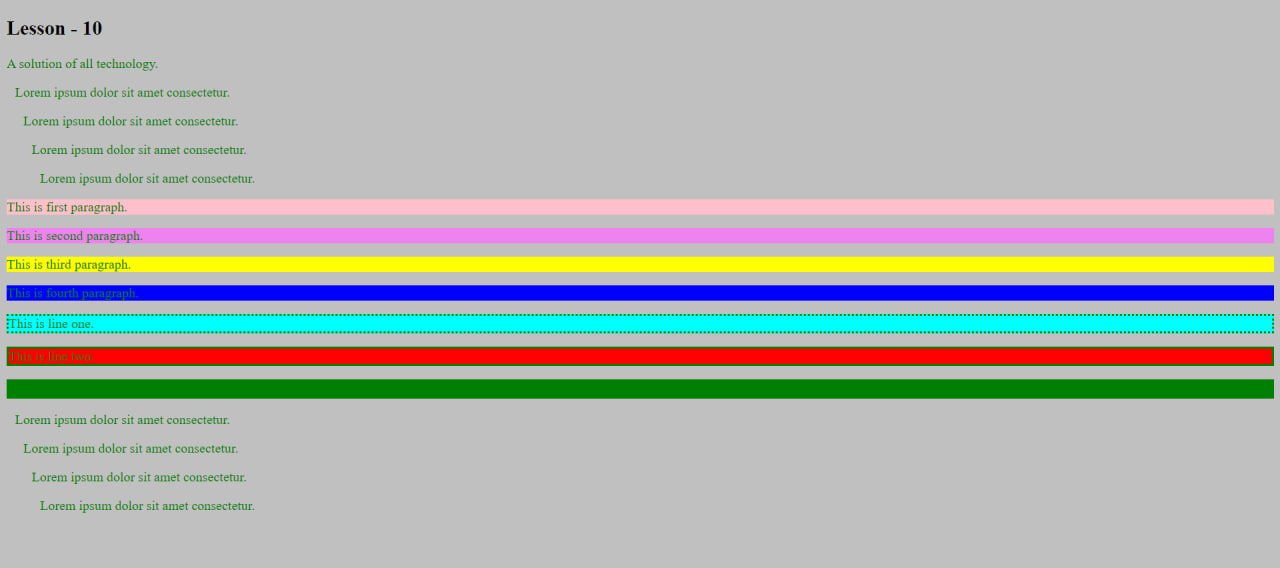 Lesson - 10
A solution of all technology.
Lorem ipsum dolor sit amet consectetur.
Lorem ipsum dolor sit amet consectetur.
Lorem ipsum dolor sit amet consectetur.
Lorem ipsum dolor sit amet consectetur.
This is first paragraph.
This is second paragraph.
This is third paragraph.
This is fourth paragraph.
This is line one.
This is line two.
Lorem ipsum dolor sit amet consectetur.
Lorem ipsum dolor sit amet consectetur.
Lorem ipsum dolor sit amet consectetur.
Lorem ipsum dolor sit amet consectetur.